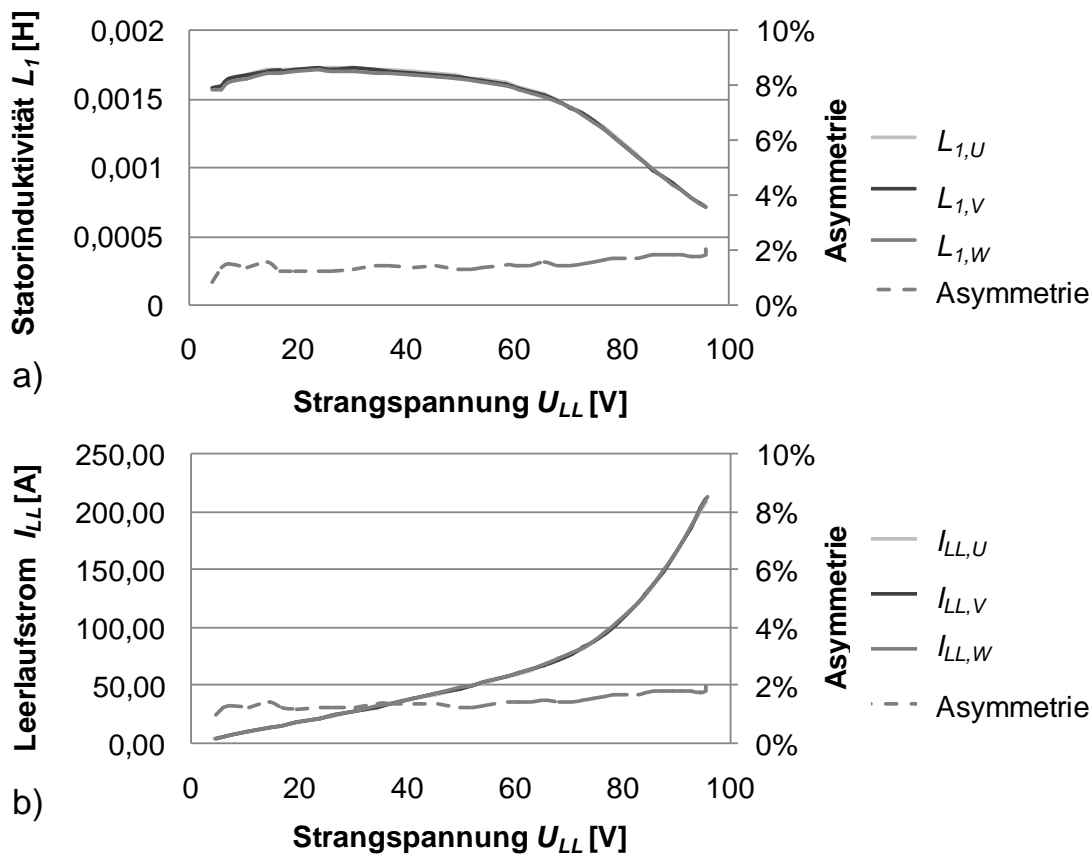 a)
Statorinduktivität L1 [H]
0,002
0,0015
0,001
0,0005
0
10%
8%
6%
4%
2%
0%
Asymmetrie
0 20 40 60 80 100
Strangspannung ULL [V]
L1,U
L1,V
L1,W
Asymmetrie
b)
Leerlaufstrom ILL [A]
250,00
200,00
150,00
100,00
50,00
0,00
10%
8%
6%
4%
2%
0%
Asymmetrie
0 20 40 60 80 100
Strangspannung ULL [V]
ILL,U
ILL,V
ILL,W
Asymmetrie